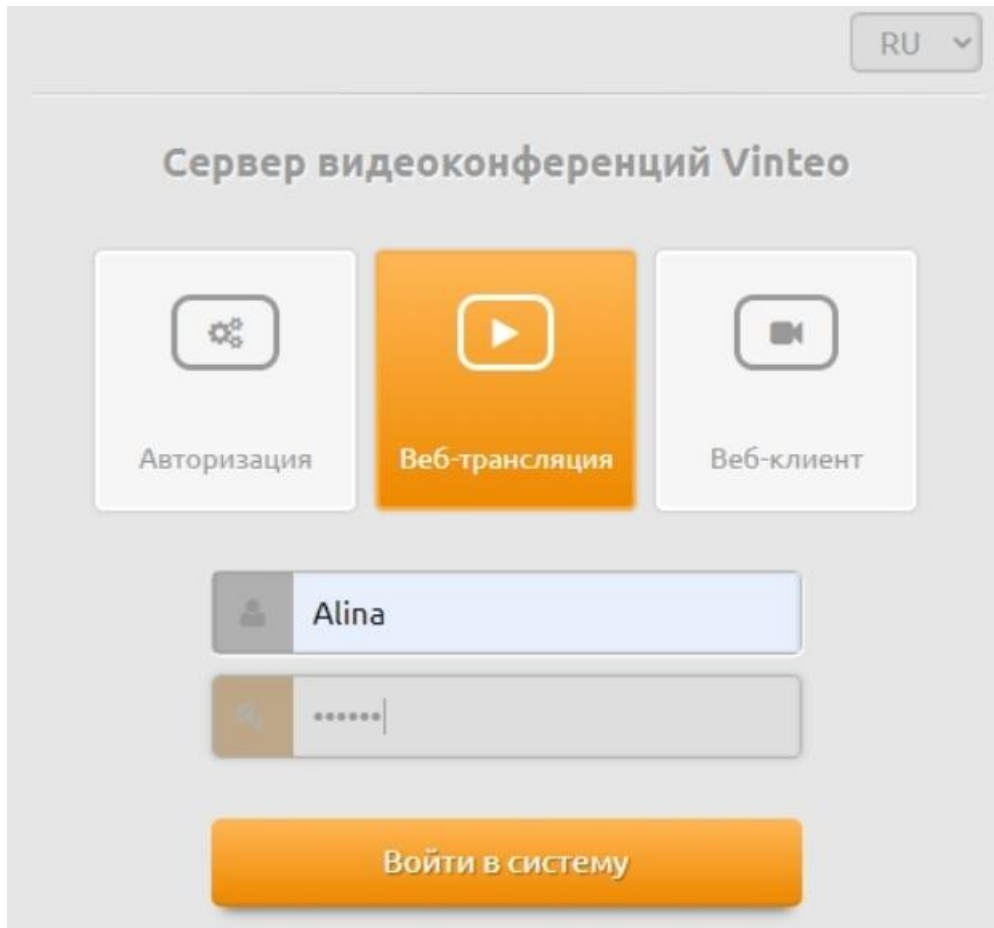 RU
Сервер видеоконференций Vinteo
Авторизация Веб-трансляция Веб-клиент
Alina
••••••
Войти в систему